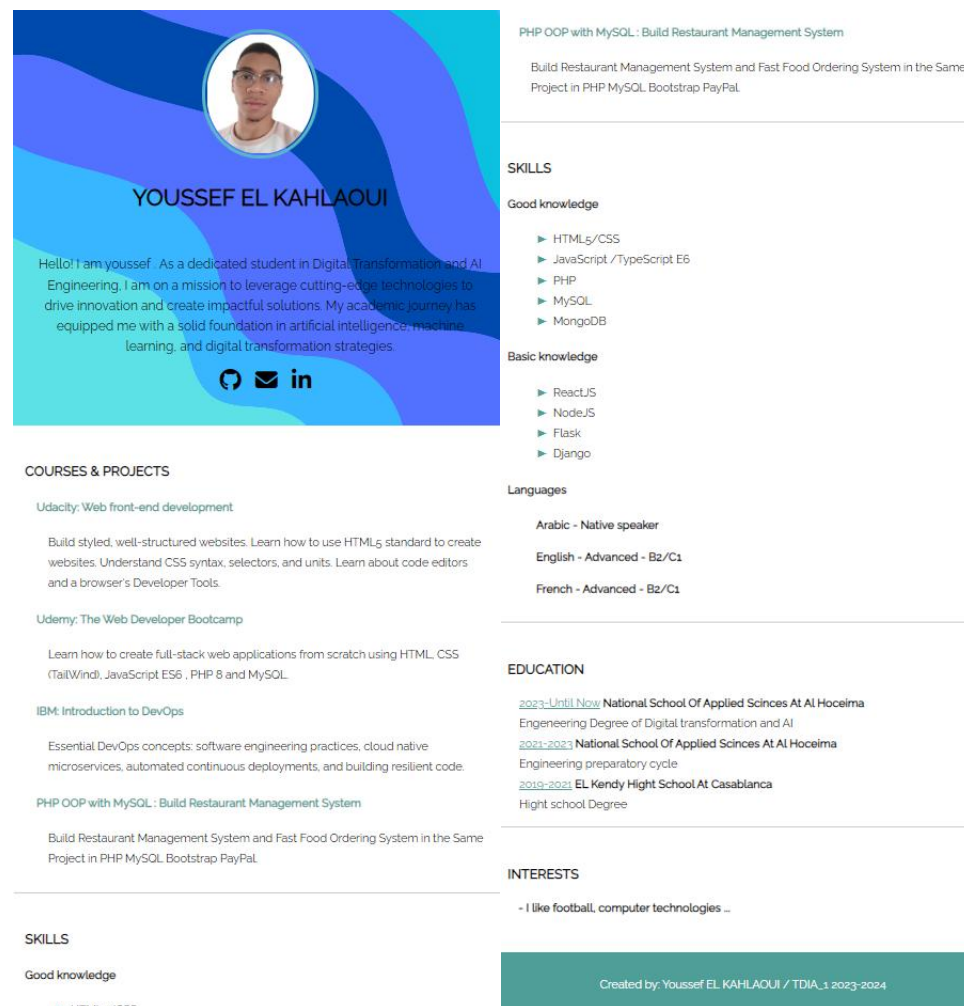 YOUSSEF EL KAHLAOUI
Hello! I am youssef . As a dedicated student in Digital Transformation and AI
Engineering, I am on a mission to leverage cutting-edge technologies to
drive innovation and create impactful solutions. My academic journey has
equipped me with a solid foundation in artificial intelligence, machine
learning, and digital transformation strategies.
in
COURSES & PROJECTS
Udacity: Web front-end development
Build styled, well-structured websites. Learn how to use HTML5 standard to create
websites. Understand CSS syntax, selectors, and units. Learn about code editors
and a browser's Developer Tools.
Udemy: The Web Developer Bootcamp
Learn how to create full-stack web applications from scratch using HTML, CSS
(TailWind), JavaScript ES6 , PHP 8 and MySQL.
IBM: Introduction to DevOps
Essential DevOps concepts: software engineering practices, cloud native
microservices, automated continuous deployments, and building resilient code.
PHP OOP with MySQL : Build Restaurant Management System
Build Restaurant Management System and Fast Food Ordering System in the Same
Project in PHP MySQL Bootstrap PayPal.
SKILLS
Good knowledge
PHP OOP with MySQL : Build Restaurant Management System
Build Restaurant Management System and Fast Food Ordering System in the Same
Project in PHP MySQL Bootstrap PayPal.
SKILLS
Good knowledge
► HTML5/CSS
► JavaScript /TypeScript E6
► PHP
► MySQL
► MongoDB
Basic knowledge
► ReactJS
► NodeJS
► Flask
► Django
Languages
Arabic - Native speaker
English - Advanced - B2/C1
French - Advanced - B2/C1
EDUCATION
2023-Until Now National School Of Applied Scinces At Al Hoceima
Engeneering Degree of Digital transformation and AI
2021-2023 National School Of Applied Scinces At Al Hoceima
Engineering preparatory cycle
2019-2021 EL Kendy Hight School At Casablanca
Hight school Degree
INTERESTS
- I like football, computer technologies ...
Created by: Youssef EL KAHLAOUI / TDIA_1 2023-2024